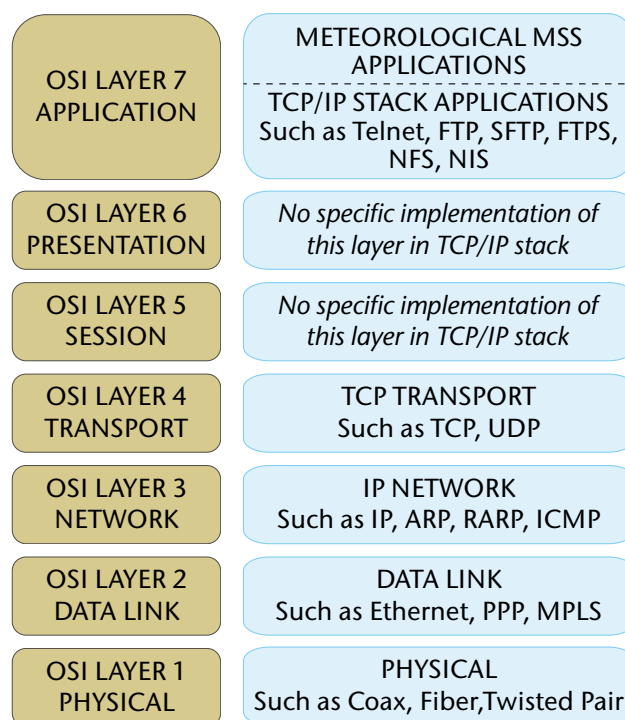 OSI LAYER 7
APPLICATION
METEOROLOGICAL MSS
APPLICATIONS
TCP/IP STACK APPLICATIONS
Such as Telnet, FTP, SFTP, FTPS,
NFS, NIS
OSI LAYER 6
PRESENTATION
No specific implementation of
this layer in TCP/IP stack
OSI LAYER 5
SESSION
No specific implementation of
this layer in TCP/IP stack
OSI LAYER 4
TRANSPORT
TCP TRANSPORT
Such as TCP, UDP
OSI LAYER 3
NETWORK
IP NETWORK
Such as IP, ARP, RARP, ICMP
OSI LAYER 2
DATA LINK
DATA LINK
Such as Ethernet, PPP, MPLS
OSI LAYER 1
PHYSICAL
PHYSICAL
Such as Coax, Fiber,Twisted Pair